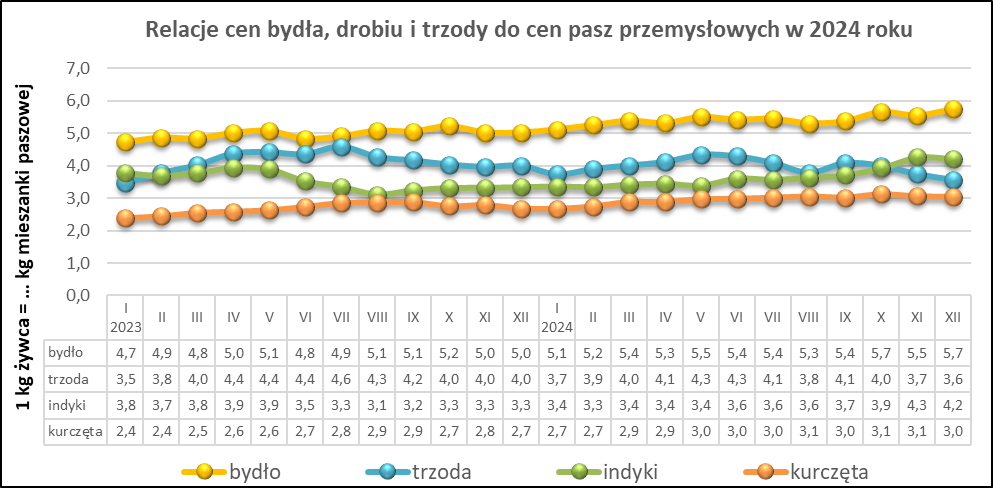 Relacje cen bydła, drobiu i trzody do cen pasz przemysłowych w 2024 roku
1 kg żywca = ... kg mieszanki paszowej
7,0
6,0
5,0
4,0
3,0
2,0
1,0
0,0
I 2023 II III IV V VI VII VIII IX X XI XII I 2024 II III IV V VI VII VIII IX X XI XII
bydło 4,7 4,9 4,8 5,0 5,1 4,8 4,9 5,1 5,1 5,2 5,0 5,0 5,1 5,2 5,4 5,3 5,5 5,4 5,4 5,3 5,4 5,7 5,5 5,7
trzoda 3,5 3,8 4,0 4,4 4,4 4,4 4,6 4,3 4,2 4,0 4,0 4,0 3,7 3,9 4,0 4,1 4,3 4,3 4,1 3,8 4,1 4,0 3,7 3,6
indyki 3,8 3,7 3,8 3,9 3,9 3,5 3,3 3,1 3,2 3,3 3,3 3,3 3,4 3,3 3,4 3,4 3,4 3,6 3,6 3,6 3,7 3,9 4,3 4,2
kurczęta 2,4 2,4 2,5 2,6 2,6 2,7 2,8 2,9 2,9 2,7 2,8 2,7 2,7 2,7 2,9 2,9 3,0 3,0 3,0 3,1 3,0 3,1 3,1 3,0
bydło trzoda indyki kurczęta